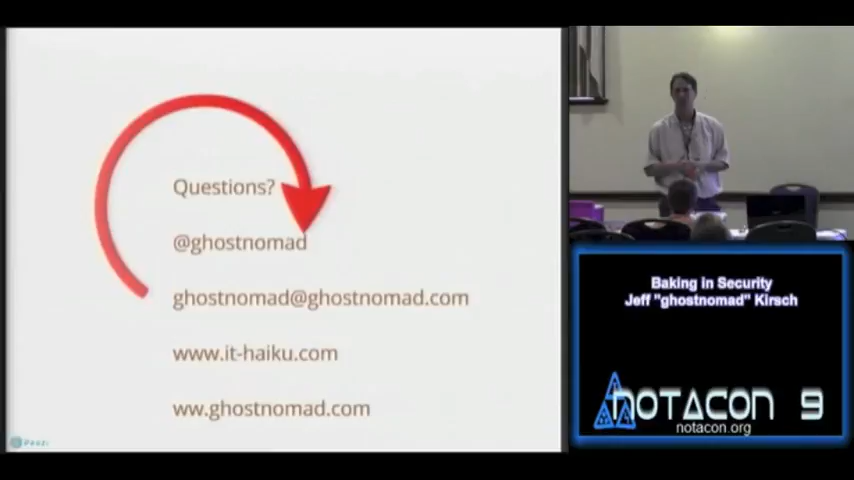 Questions?
@ghostnomad
ghostnomad@ghostnomad.com
www.it-haiku.com
ww.ghostnomad.com
Prezi
Baking in Security
Jeff "ghostnomad" Kirsch
NOTACON 9
notacon.org